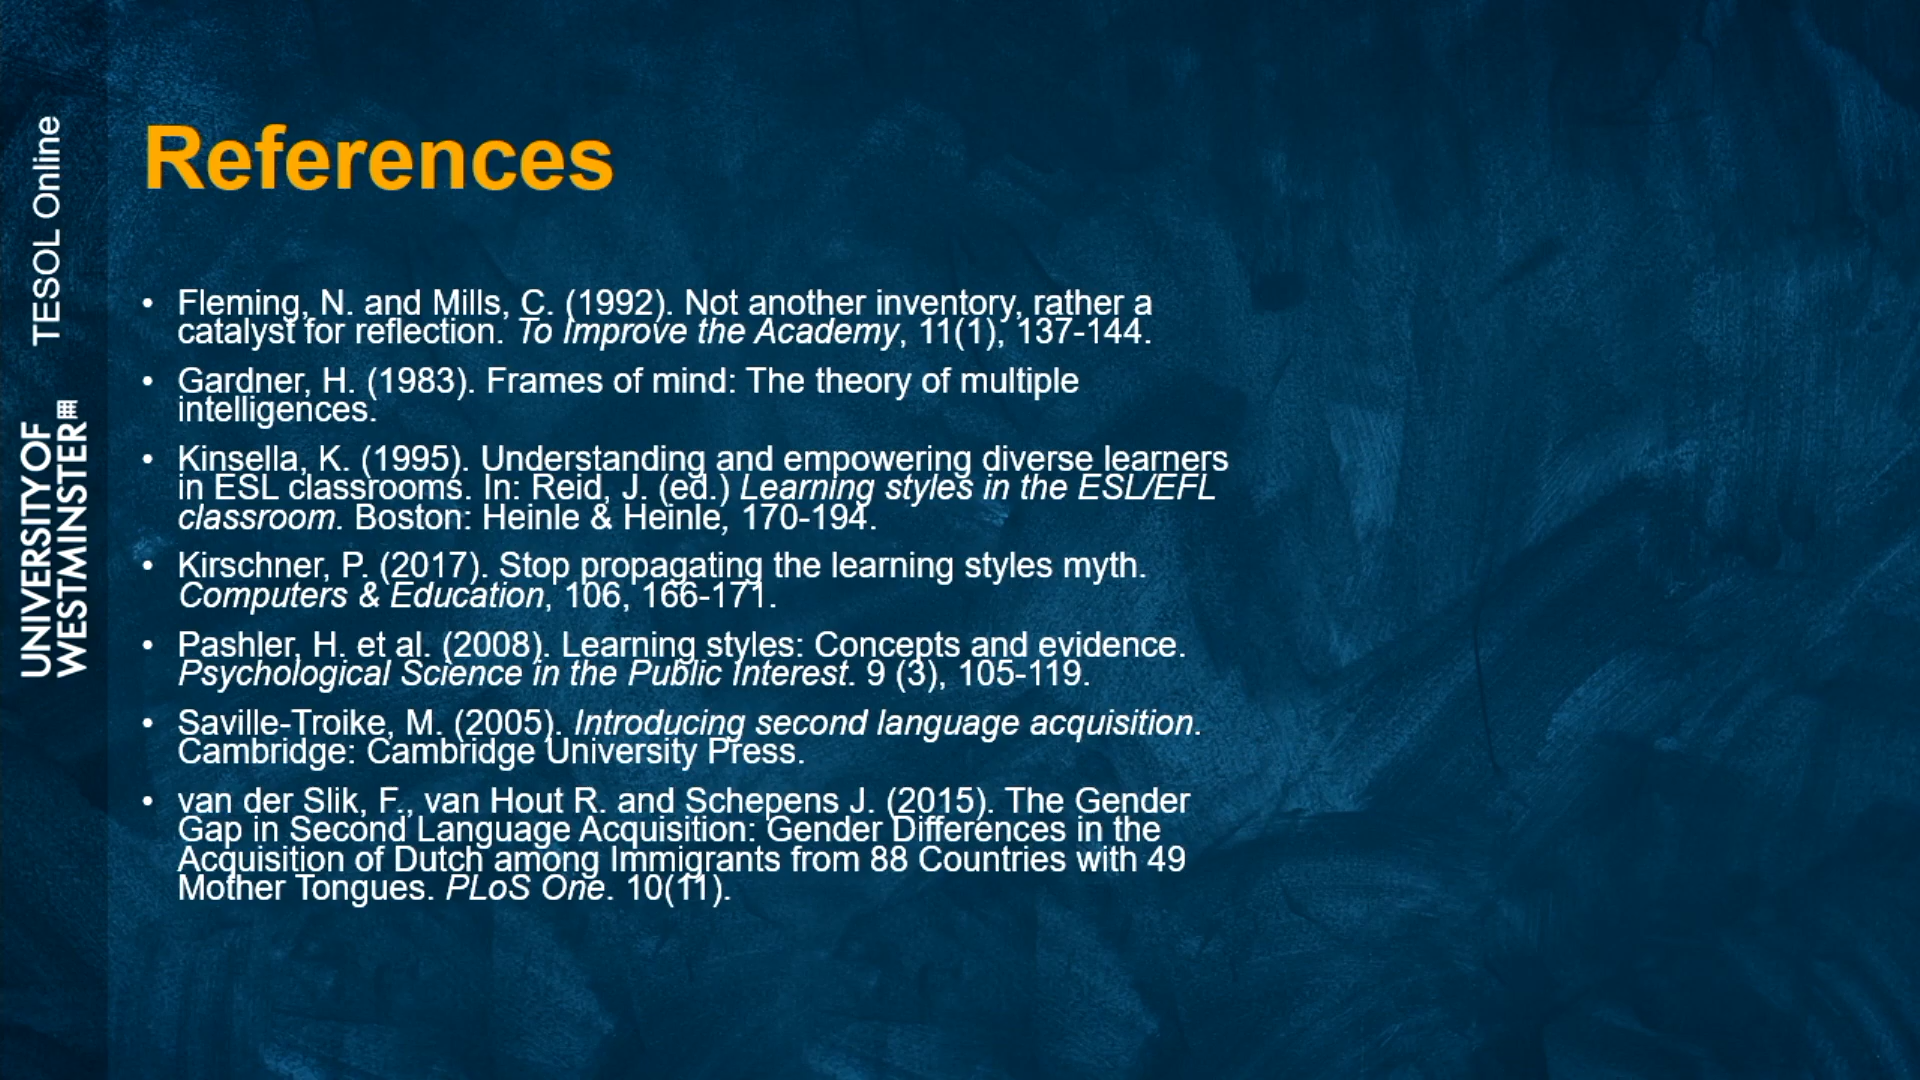 TESOL Online
UNIVERSITY OF
WESTMINSTER
References
• Fleming, N. and Mills, C. (1992). Not another inventory, rather a
catalyst for reflection. To Improve the Academy, 11(1), 137-144.
• Gardner, H. (1983). Frames of mind: The theory of multiple
intelligences.
• Kinsella, K. (1995). Understanding and empowering diverse learners
in ESL classrooms. In: Reid, J. (ed.) Learning styles in the ESL/EFL
classroom. Boston: Heinle & Heinle, 170-194.
• Kirschner, P. (2017). Stop propagating the learning styles myth.
Computers & Education, 106, 166-171.
• Pashler, H. et al. (2008). Learning styles: Concepts and evidence.
Psychological Science in the Public Interest. 9 (3), 105-119.
• Saville-Troike, M. (2005). Introducing second language acquisition.
Cambridge: Cambridge University Press.
• van der Slik, F., van Hout R. and Schepens J. (2015). The Gender
Gap in Second Language Acquisition: Gender Differences in the
Acquisition of Dutch among Immigrants from 88 Countries with 49
Mother Tongues. PLoS One. 10(11).